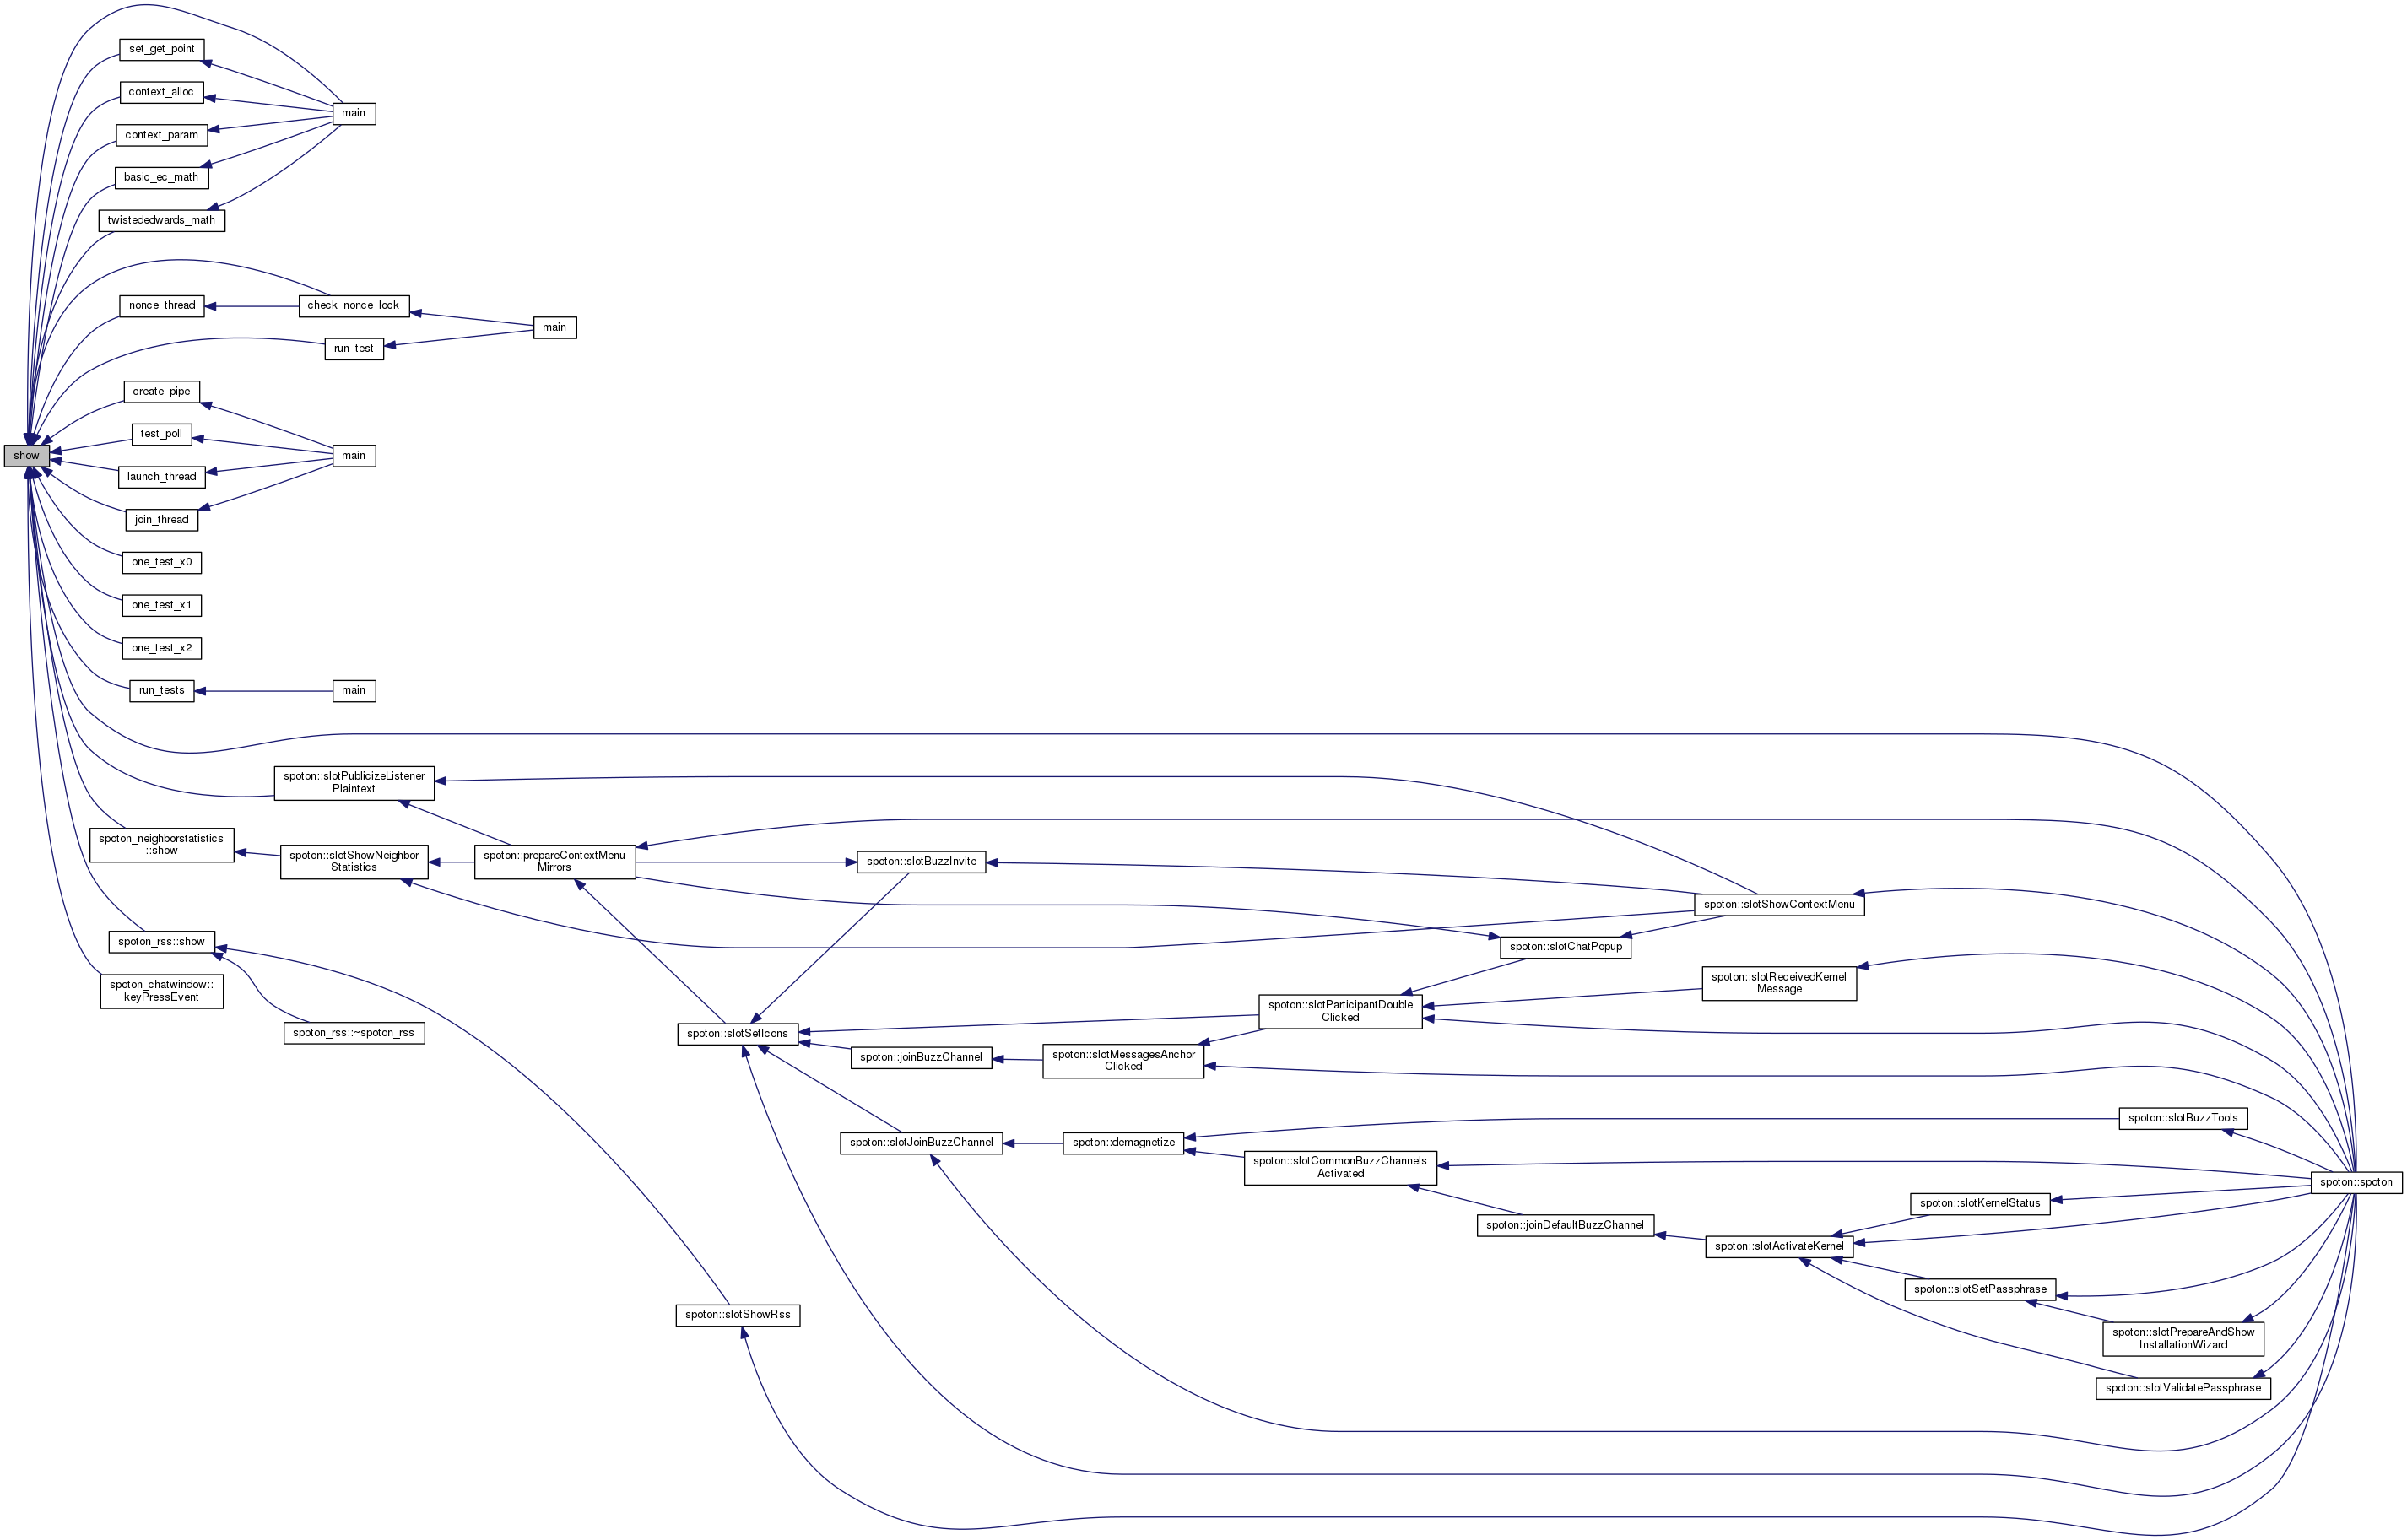 set_get_point
context_alloc
main
context_param
basic_ec_math
twistededwards_math
nonce_thread
check_nonce_lock
main
run_test
create_pipe
test_poll
show
main
launch_thread
join_thread
one_test_x0
one_test_x1
one_test_x2
run_tests
main
spoton::slotPublicizeListener
Plaintext
spoton_neighborstatistics
::show
spoton::slotShowNeighbor
Statistics
spoton::prepareContextMenu
Mirrors
spoton::slotBuzzInvite
spoton::slotShowContextMenu
spoton_rss::show
spoton::slotChatPopup
spoton_chatwindow::
keyPressEvent
spoton::slotReceivedKernel
Message
spoton::slotParticipantDouble
Clicked
spoton_rss::~spoton_rss
spoton::slotSetIcons
spoton::joinBuzzChannel
spoton::slotMessagesAnchor
Clicked
spoton::slotBuzzTools
spoton::slotJoinBuzzChannel
spoton::demagnetize
spoton::slotCommonBuzzChannels
Activated
spoton::spoton
spoton::slotKernelStatus
spoton::joinDefaultBuzzChannel
spoton::slotActivateKernel
spoton::slotSetPassphrase
spoton::slotShowRss
spoton::slotPrepareAndShow
InstallationWizard
spoton::slotValidatePassphrase